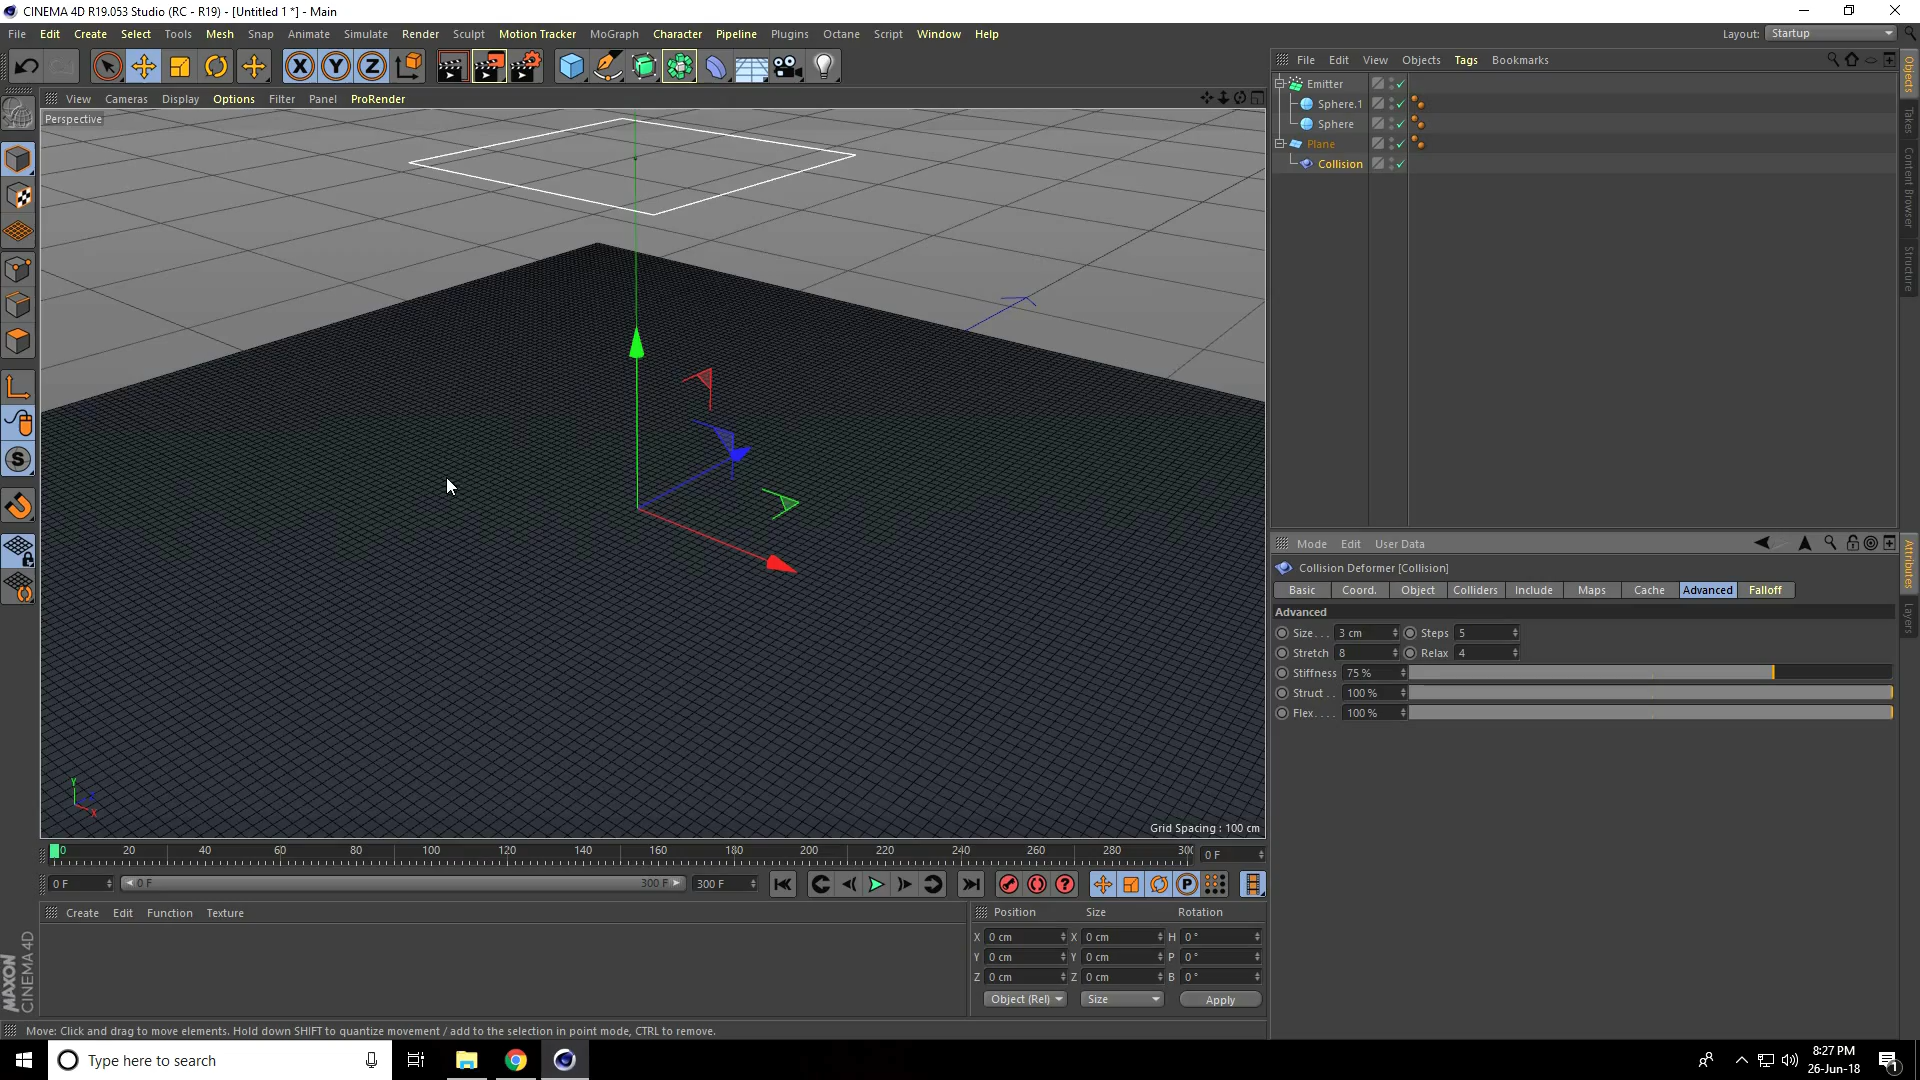 CINEMA 4D R19.053 Studio (RC - R19) - [Untitled 1 *] - Main
File Edit Create Select Tools Mesh Snap Animate Simulate Render Sculpt Motion Tracker MoGraph Character Pipeline Plugins Octane Script Window Help
Layout: Startup
X Y Z
File Edit View Objects Tags Bookmarks
View Cameras Display Options Filter Panel ProRender
Perspective
Emitter
Sphere.1
Sphere
Plane
Collision
Objects
Takes
Content Browser
Structure
S
Mode Edit User Data
Collision Deformer [Collision]
Basic Coord. Object Colliders Include Maps Cache Advanced Falloff
Advanced
Size . . . 3 cm Steps 5
Stretch 8 Relax 4
Stiffness 75 %
Struct . . 100 %
Flex. . . . 100 %
Attributes
Layers
Y
Z
X
Grid Spacing : 100 cm
0 20 40 60 80 100 120 140 160 180 200 220 240 260 280 300
0 F
0 F 0 F 300 F 300 F
P
Create Edit Function Texture
Position Size Rotation
X 0 cm X 0 cm H 0 °
Y 0 cm Y 0 cm P 0 °
Z 0 cm Z 0 cm B 0 °
Object (Rel) Size Apply
MAXON
CINEMA 4D
Move: Click and drag to move elements. Hold down SHIFT to quantize movement / add to the selection in point mode, CTRL to remove.
Type here to search
8:27 PM
26-Jun-18
1